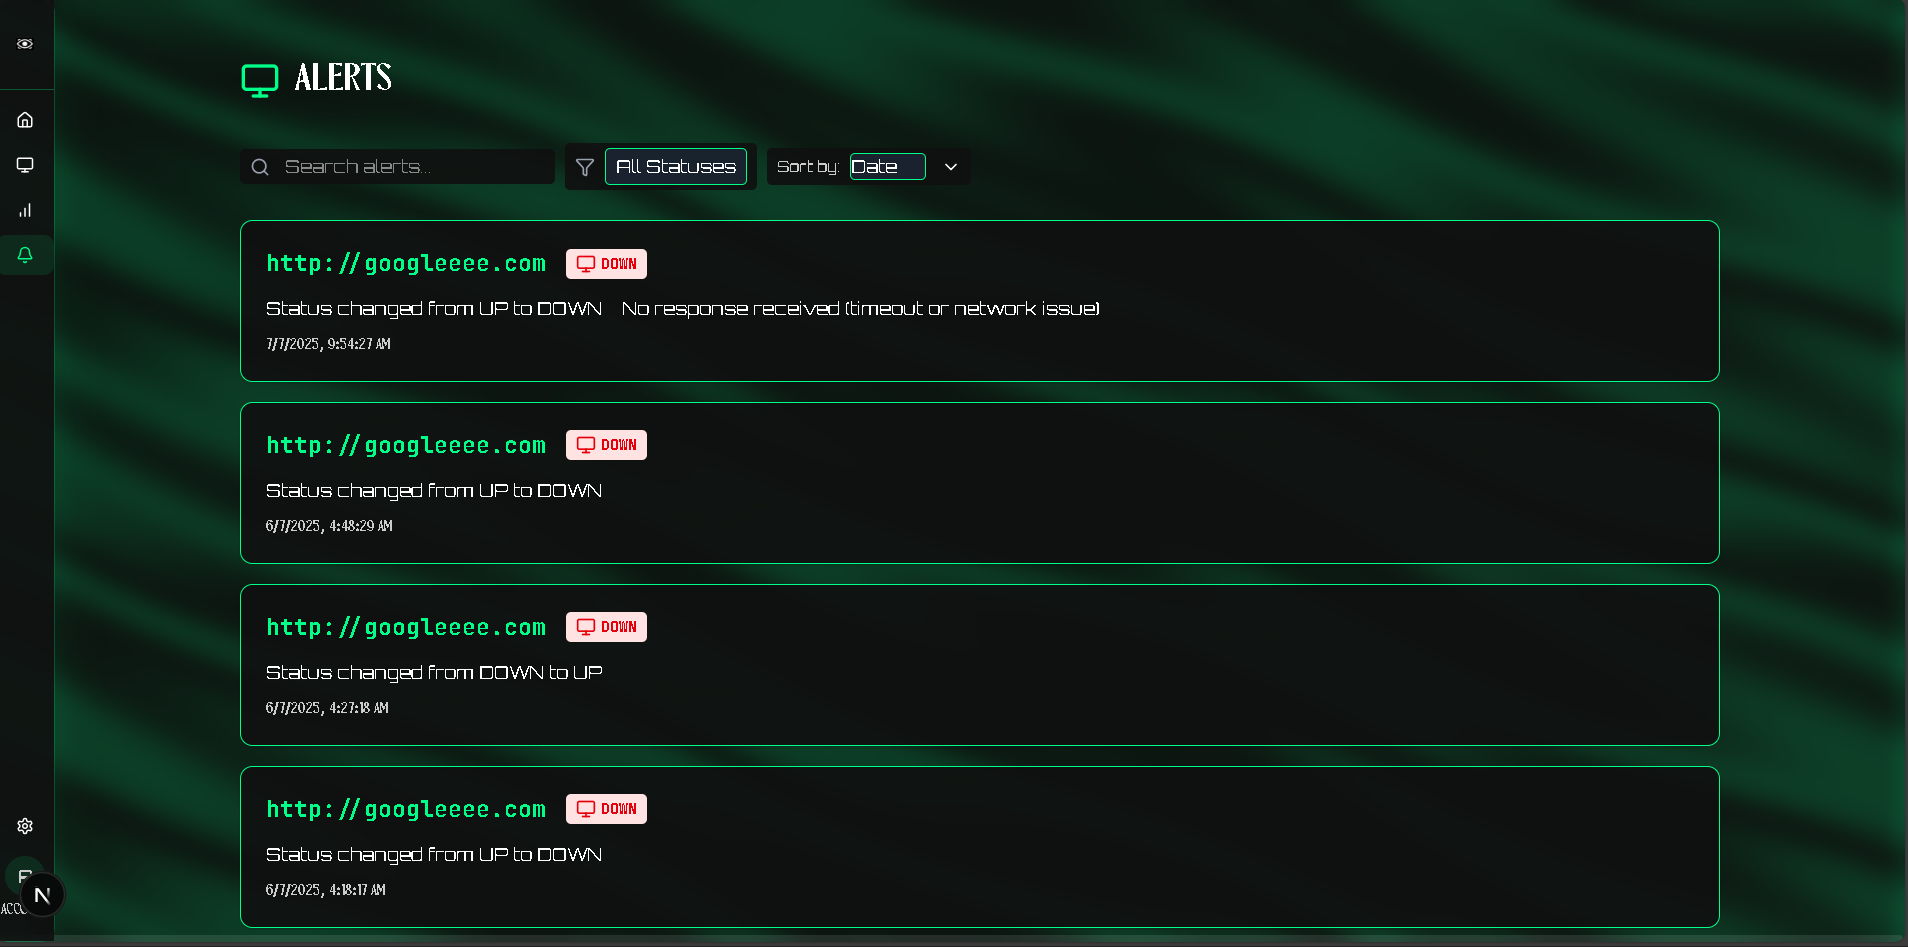 ALERTS
Search alerts...
All Statuses
Sort by: Date
http://googleeee.com DOWN
Status changed from UP to DOWN No response received (timeout or network issue)
7/7/2025, 9:54:27 AM
http://googleeee.com DOWN
Status changed from UP to DOWN
6/7/2025, 4:48:29 AM
http://googleeee.com DOWN
Status changed from DOWN to UP
6/7/2025, 4:27:18 AM
http://googleeee.com DOWN
Status changed from UP to DOWN
6/7/2025, 4:18:17 AM
N